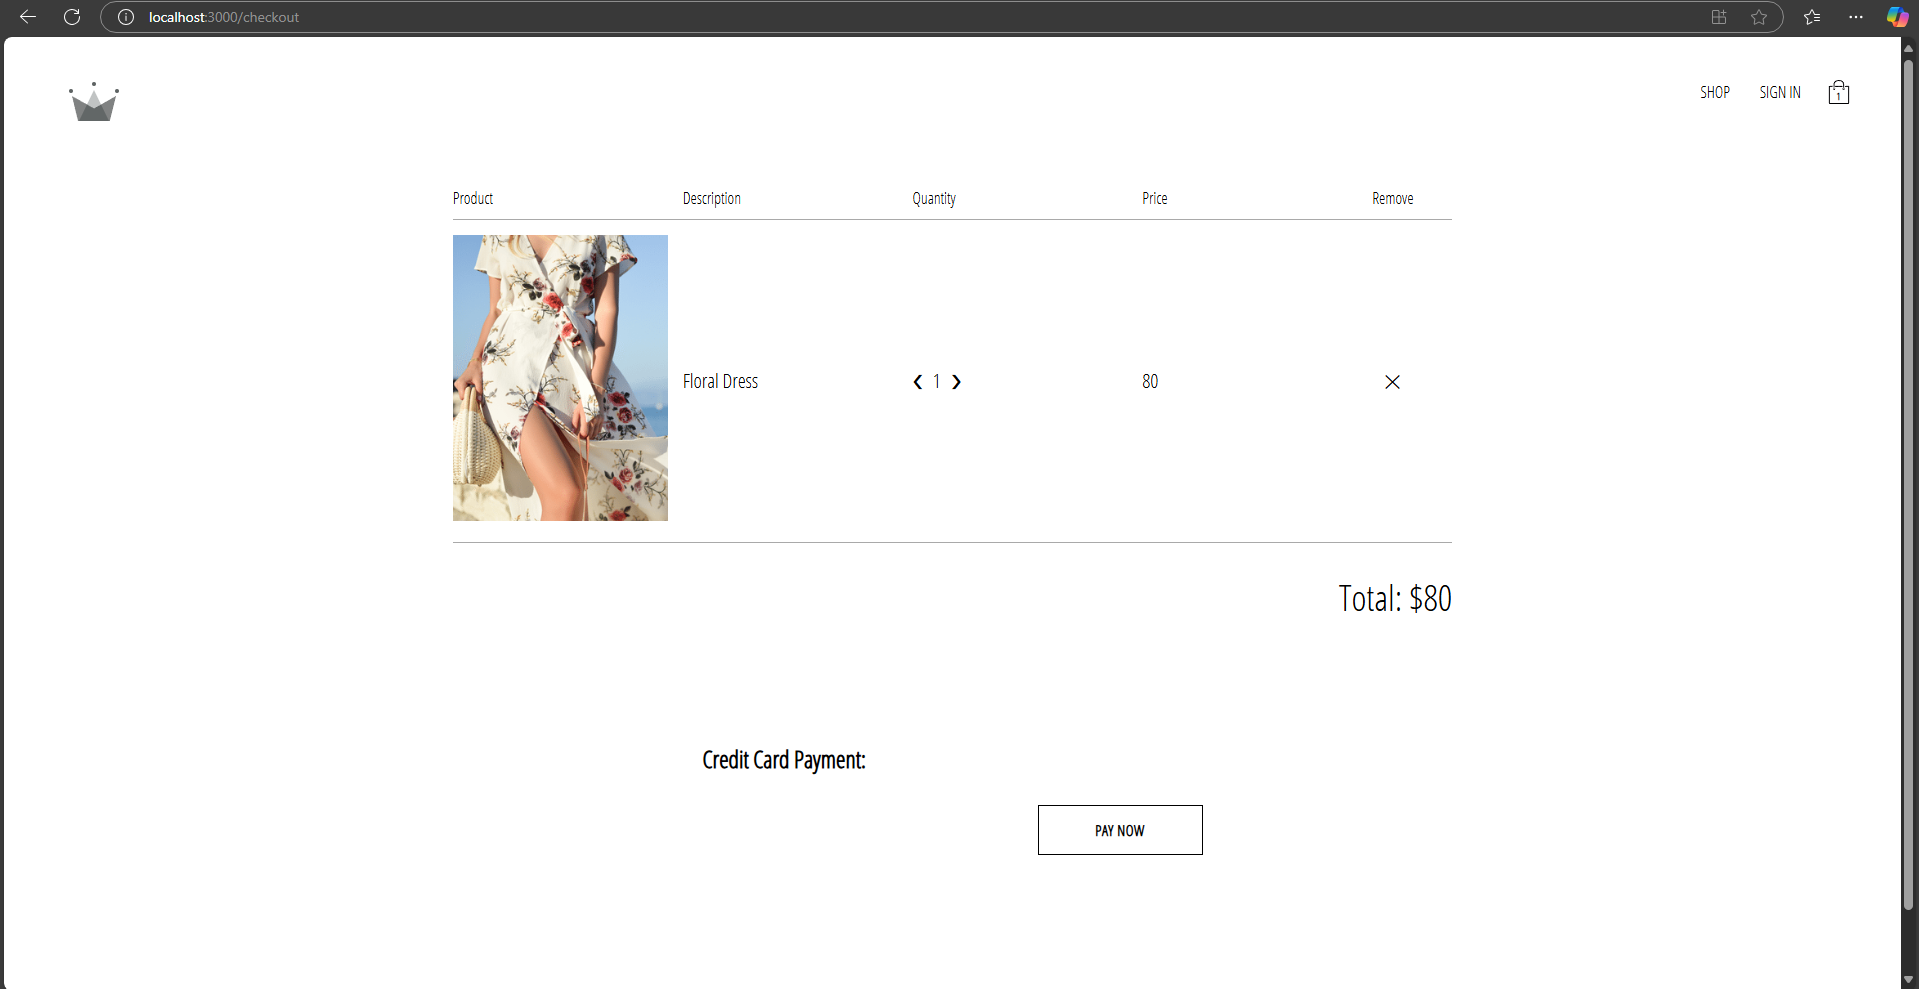 localhost:3000/checkout
SHOP SIGN IN 1
Product Description Quantity Price Remove
Floral Dress ❮ 1 ❯ 80 ✕
Total: $80
Credit Card Payment:
PAY NOW